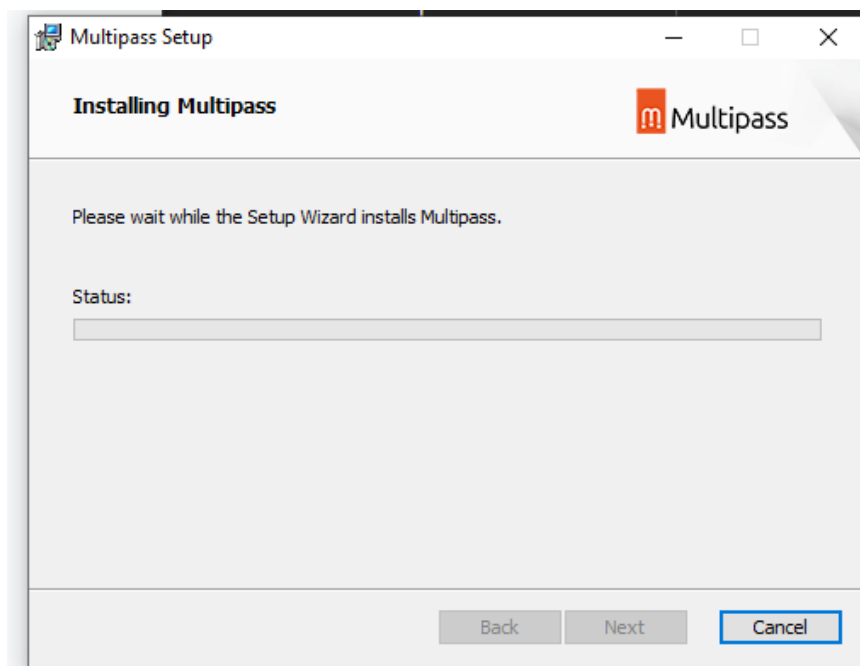 Multipass Setup
Installing Multipass
Multipass
Please wait while the Setup Wizard installs Multipass.
Status:
Back
Next
Cancel